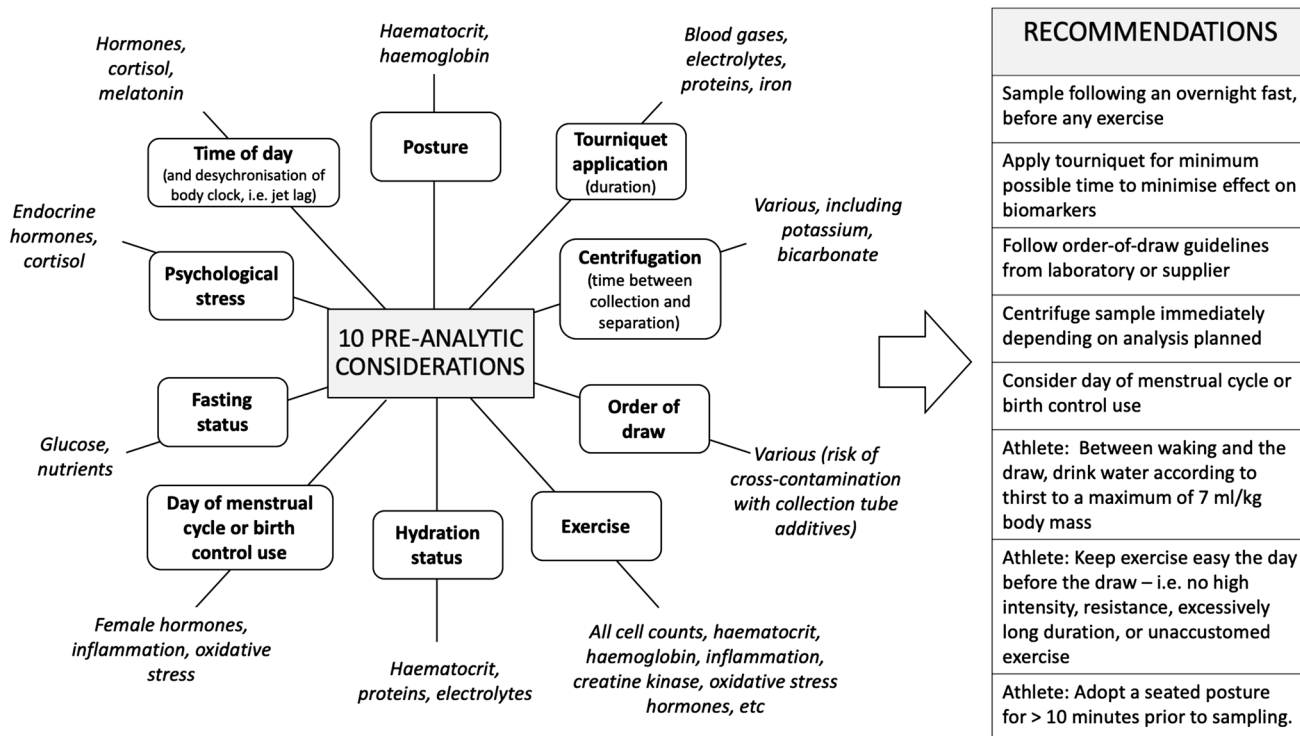 Hormones,
cortisol,
melatonin
Time of day
(and desychronisation of
body clock, i.e. jet lag)
Haematocrit,
haemoglobin
Posture
Blood gases,
electrolytes,
proteins, iron
Tourniquet
application
(duration)
Endocrine
hormones,
cortisol
Psychological
stress
Various, including
potassium,
bicarbonate
Centrifugation
(time between
collection and
separation)
10 PRE-ANALYTIC
CONSIDERATIONS
Fasting
status
Glucose,
nutrients
Order of
draw
Various (risk of
cross-contamination
with collection tube
additives)
Day of menstrual
cycle or birth
control use
Female hormones,
inflammation, oxidative
stress
Hydration
status
Haematocrit,
proteins, electrolytes
Exercise
All cell counts, haematocrit,
haemoglobin, inflammation,
creatine kinase, oxidative stress
hormones, etc
RECOMMENDATIONS
Sample following an overnight fast,
before any exercise
Apply tourniquet for minimum
possible time to minimise effect on
biomarkers
Follow order-of-draw guidelines
from laboratory or supplier
Centrifuge sample immediately
depending on analysis planned
Consider day of menstrual cycle or
birth control use
Athlete: Between waking and the
draw, drink water according to
thirst to a maximum of 7 ml/kg
body mass
Athlete: Keep exercise easy the day
before the draw – i.e. no high
intensity, resistance, excessively
long duration, or unaccustomed
exercise
Athlete: Adopt a seated posture
for > 10 minutes prior to sampling.